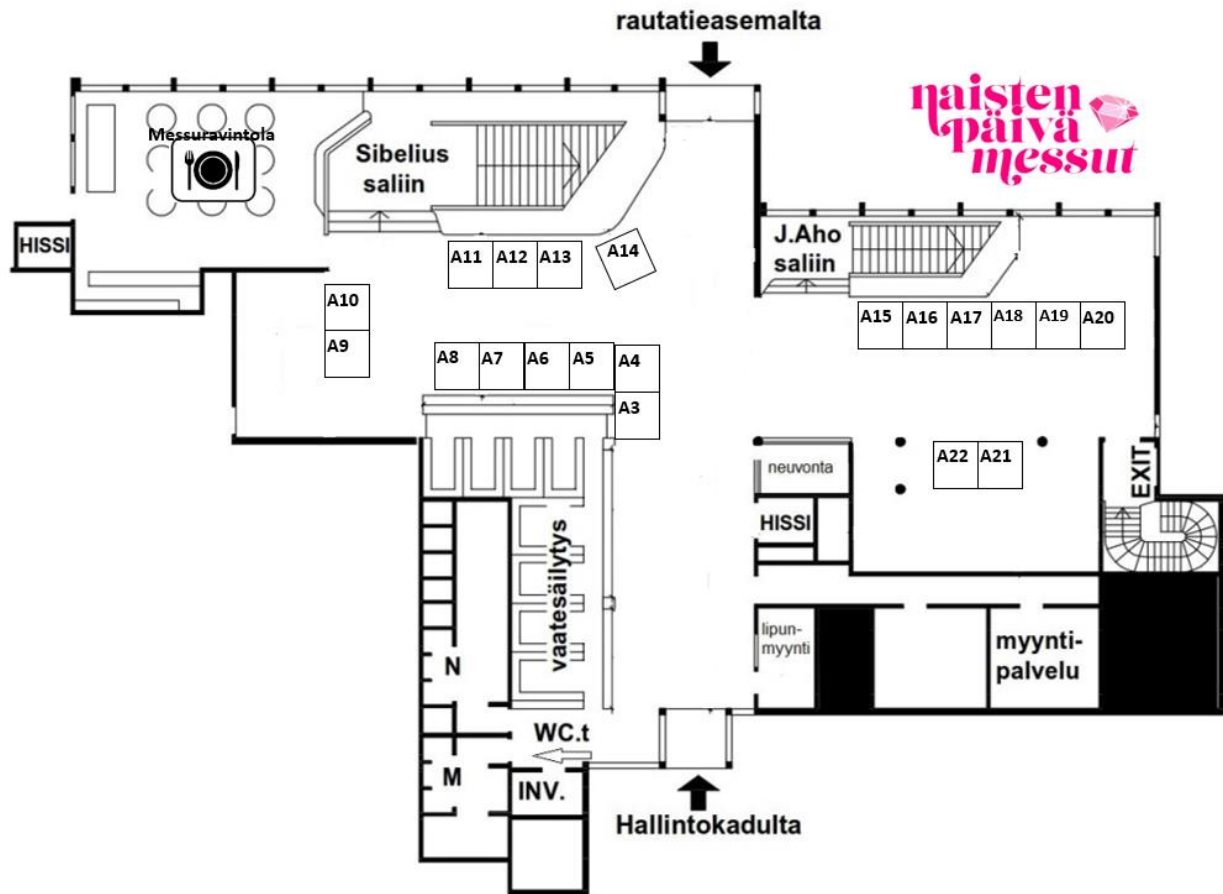 rautatieasemalta
naisten
päivä
messut
Messuravintola
Sibelius
saliin
HISSI
J.Aho
saliin
A11 A12 A13 A14
A10
A9
A15 A16 A17 A18 A19 A20
A8 A7 A6 A5 A4
A3
neuvonta
A22 A21
EXIT
HISSI
vaatesäilytys
lipun-
myynti
myynti-
palvelu
N
WC.t
M
INV.
Hallintokadulta